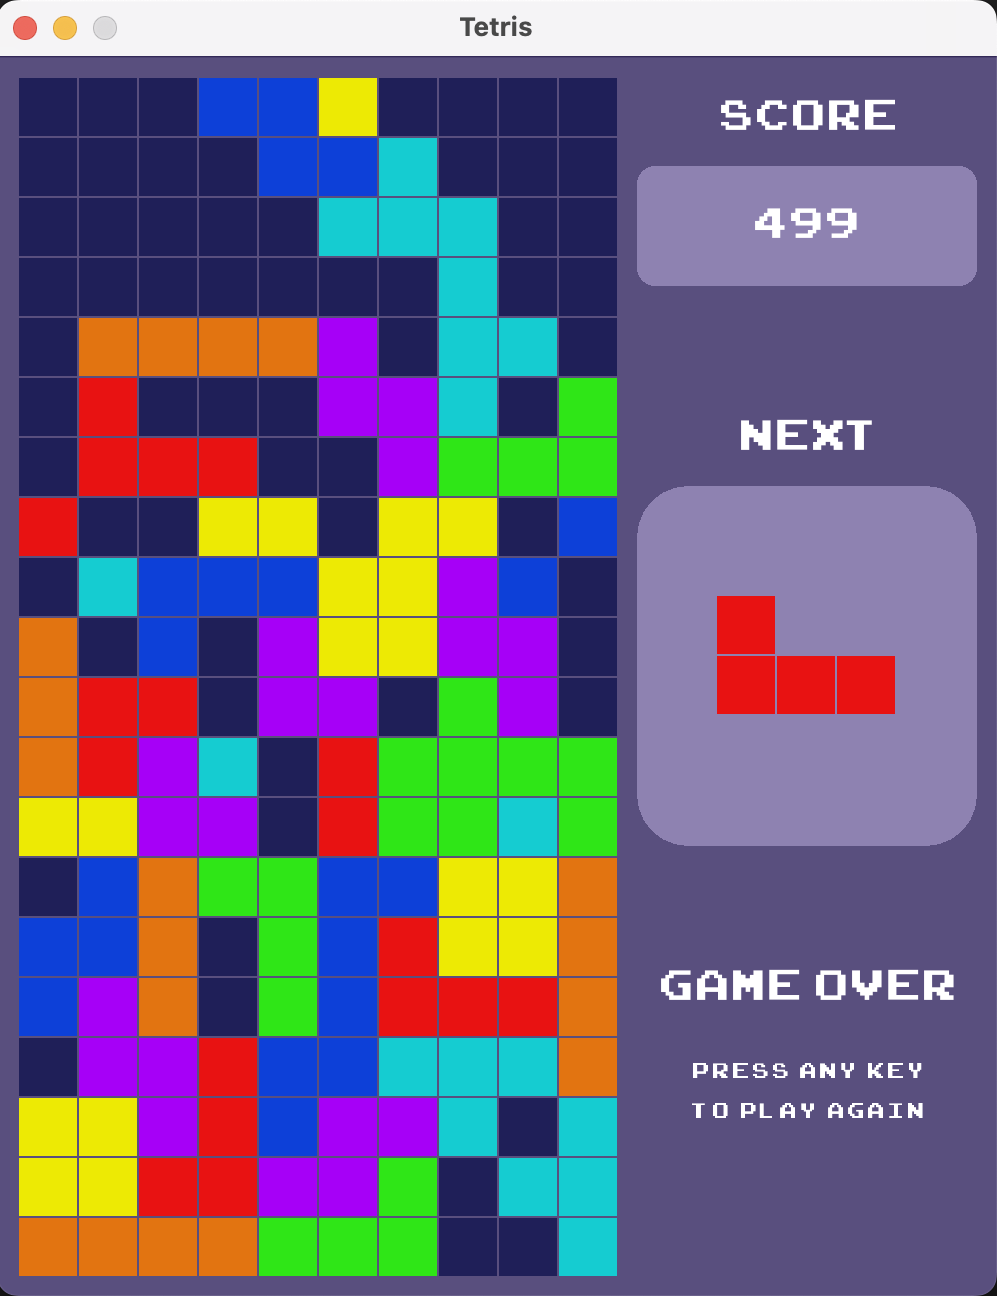 Tetris
SCORE
499
NEXT
GAME OVER
PRESS ANY KEY
TO PLAY AGAIN